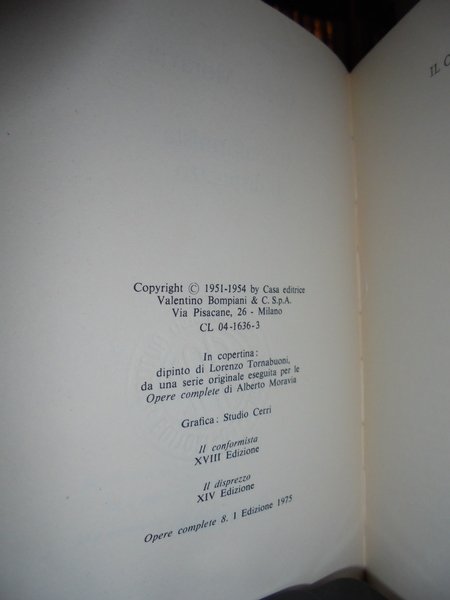 Copyright © 1951-1954 by Casa editrice
Valentino Bompiani & C. S.p.A.
Via Pisacane, 26 - Milano
CL 04-1636-3
In copertina:
dipinto di Lorenzo Tornabuoni,
da una serie originale eseguita per le
Opere complete di Alberto Moravia
Grafica: Studio Cerri
Il conformista
XVIII Edizione
Il disprezzo
XIV Edizione
Opere complete 8. I Edizione 1975
IL